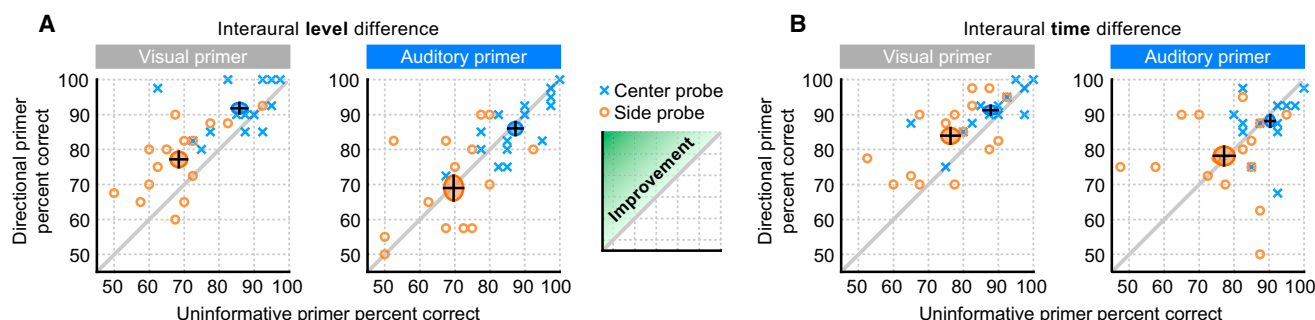 A
Interaural level difference
Visual primer
Auditory primer
Directional primer
percent correct
100
90
80
70
60
50
50 60 70 80 90 100
100
90
80
70
60
50
50 60 70 80 90 100
Uninformative primer percent correct
Center probe
Side probe
Improvement
B
Interaural time difference
Visual primer
Auditory primer
Directional primer
percent correct
100
90
80
70
60
50
50 60 70 80 90 100
100
90
80
70
60
50
50 60 70 80 90 100
Uninformative primer percent correct